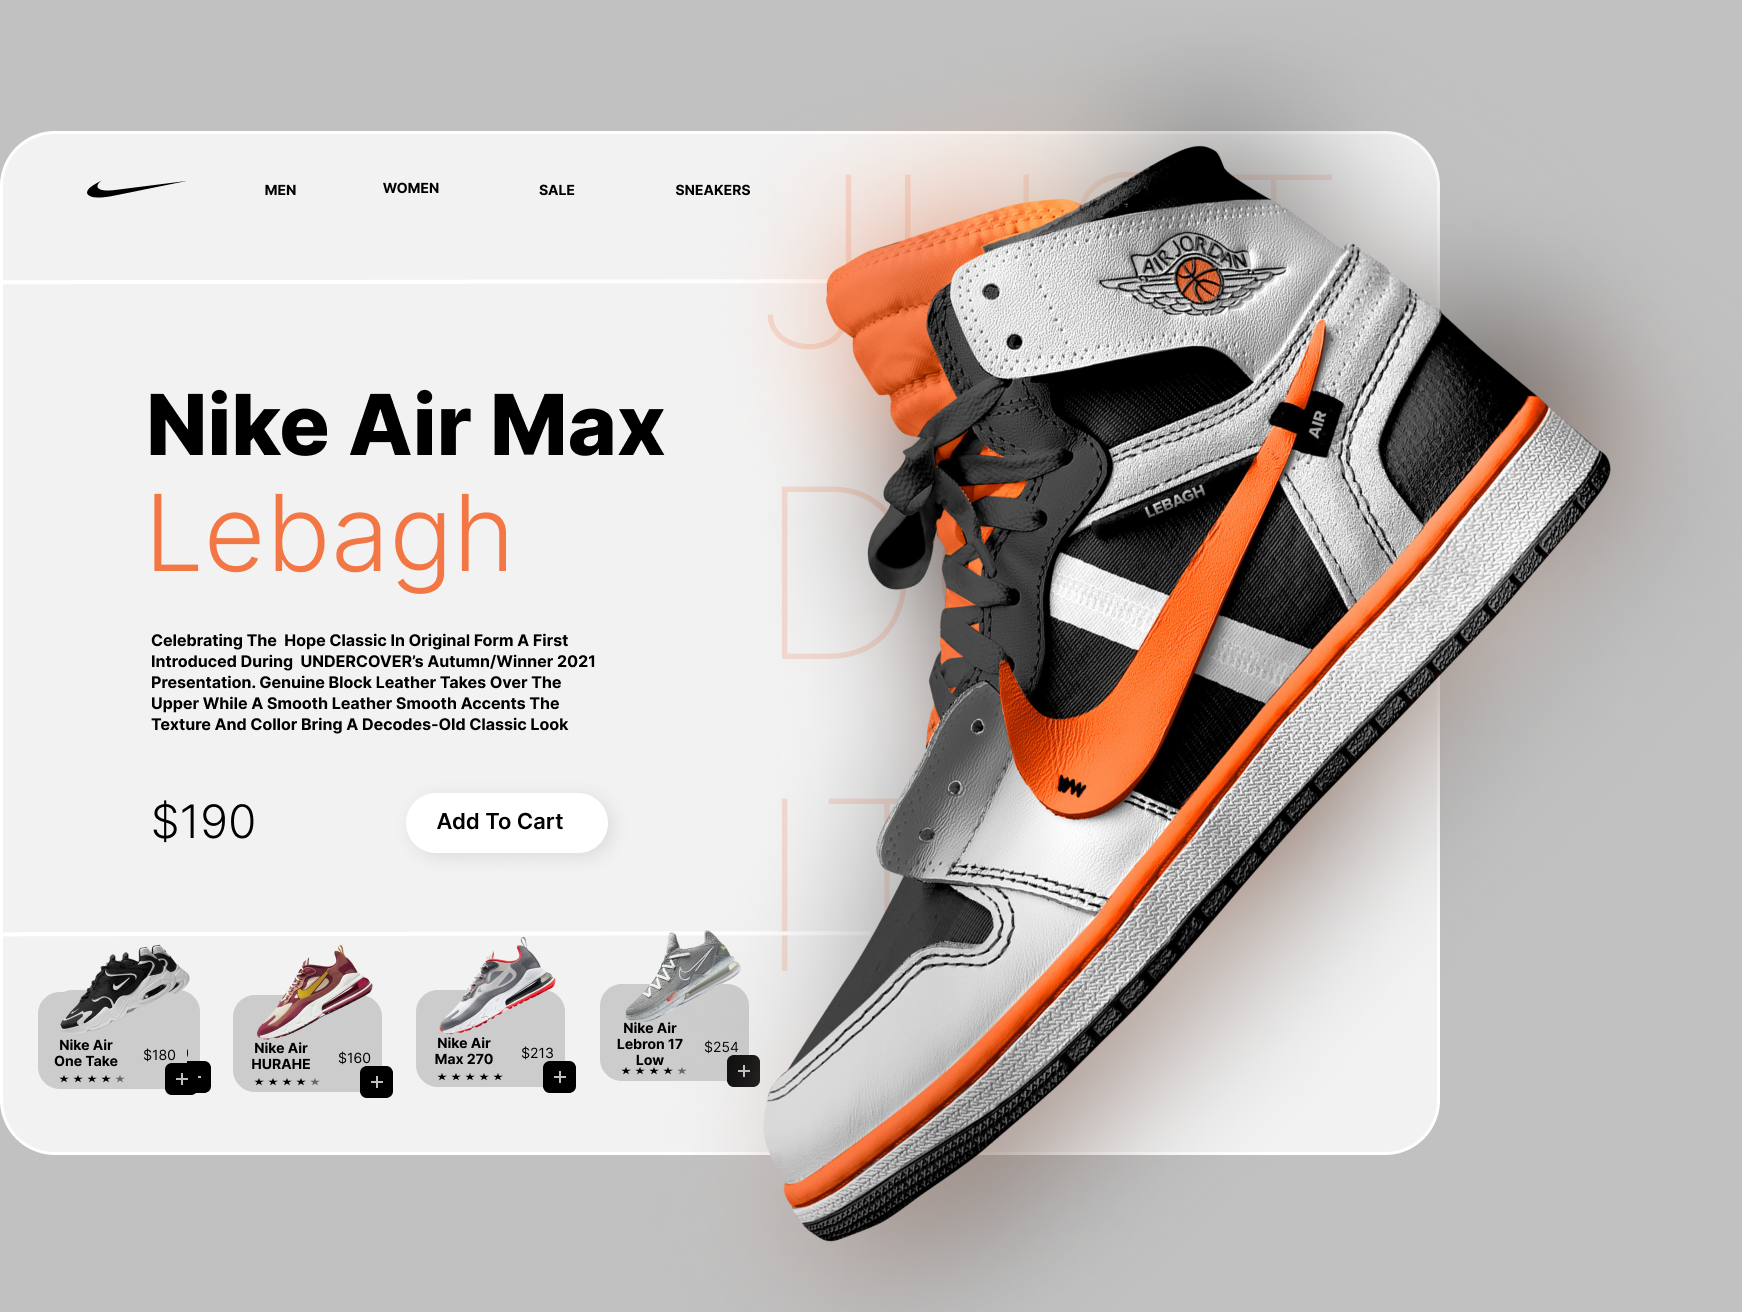 MEN
WOMEN
SALE
SNEAKERS
JUST
AIR JORDAN
AIR
LEBAGH
Nike Air Max
Lebagh
D
Celebrating The Hope Classic In Original Form A First
Introduced During UNDERCOVER’s Autumn/Winner 2021
Presentation. Genuine Block Leather Takes Over The
Upper While A Smooth Leather Smooth Accents The
Texture And Collor Bring A Decodes-Old Classic Look
$190
Add To Cart
IT
Nike Air
One Take
$180
Nike Air
HURAHE
$160
Nike Air
Max 270
$213
Nike Air
Lebron 17
Low
$254